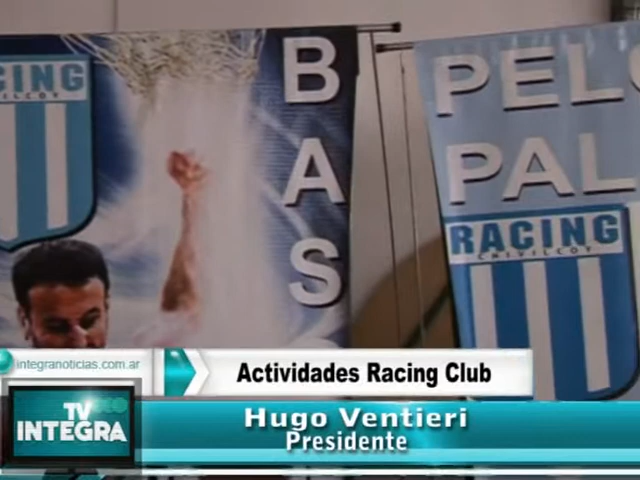 RACING
CHIVILCOY
BAS
PELO
PAL
RACING
CHIVILCOY
integranoticias.com.ar
Actividades Racing Club
TV
INTEGRA
Hugo Ventieri
Presidente